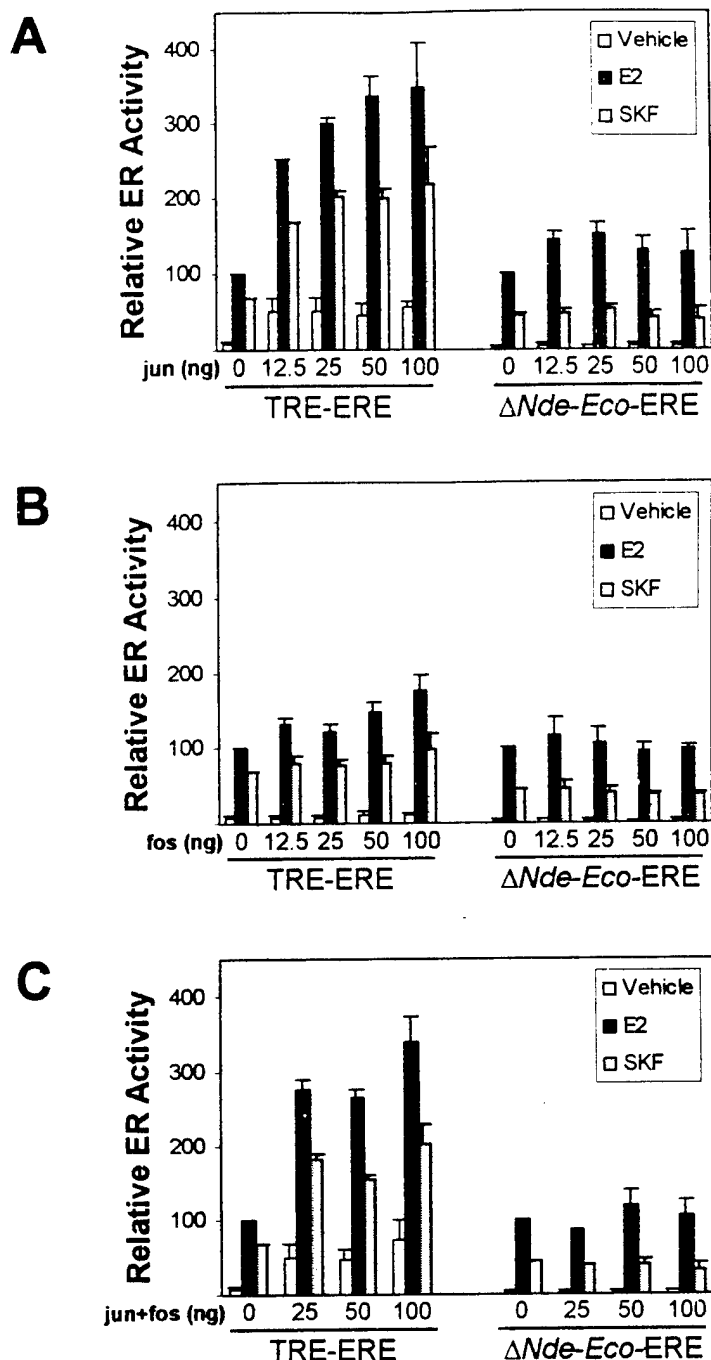 A
Relative ER Activity
400
300
200
100
Vehicle
E2
SKF
jun (ng) 0 12.5 25 50 100 0 12.5 25 50 100
TRE-ERE ΔNde-Eco-ERE
B
Relative ER Activity
400
300
200
100
Vehicle
E2
SKF
fos (ng) 0 12.5 25 50 100 0 12.5 25 50 100
TRE-ERE ΔNde-Eco-ERE
C
Relative ER Activity
400
300
200
100
Vehicle
E2
SKF
jun+fos (ng) 0 25 50 100 0 25 50 100
TRE-ERE ΔNde-Eco-ERE